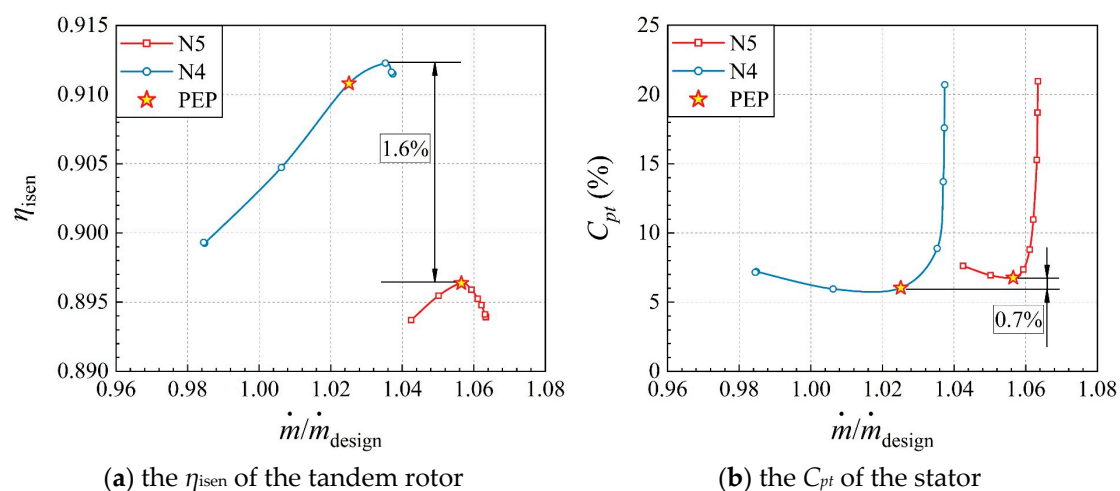 0.915
0.910
0.905
0.900
0.895
0.890
η_isen
N5
N4
PEP
1.6%
0.96 0.98 1.00 1.02 1.04 1.06 1.08
ṁ/ṁ_design
(a) the η_isen of the tandem rotor
25
20
15
10
5
0
C_pt (%)
N5
N4
PEP
0.7%
0.96 0.98 1.00 1.02 1.04 1.06 1.08
ṁ/ṁ_design
(b) the C_pt of the stator